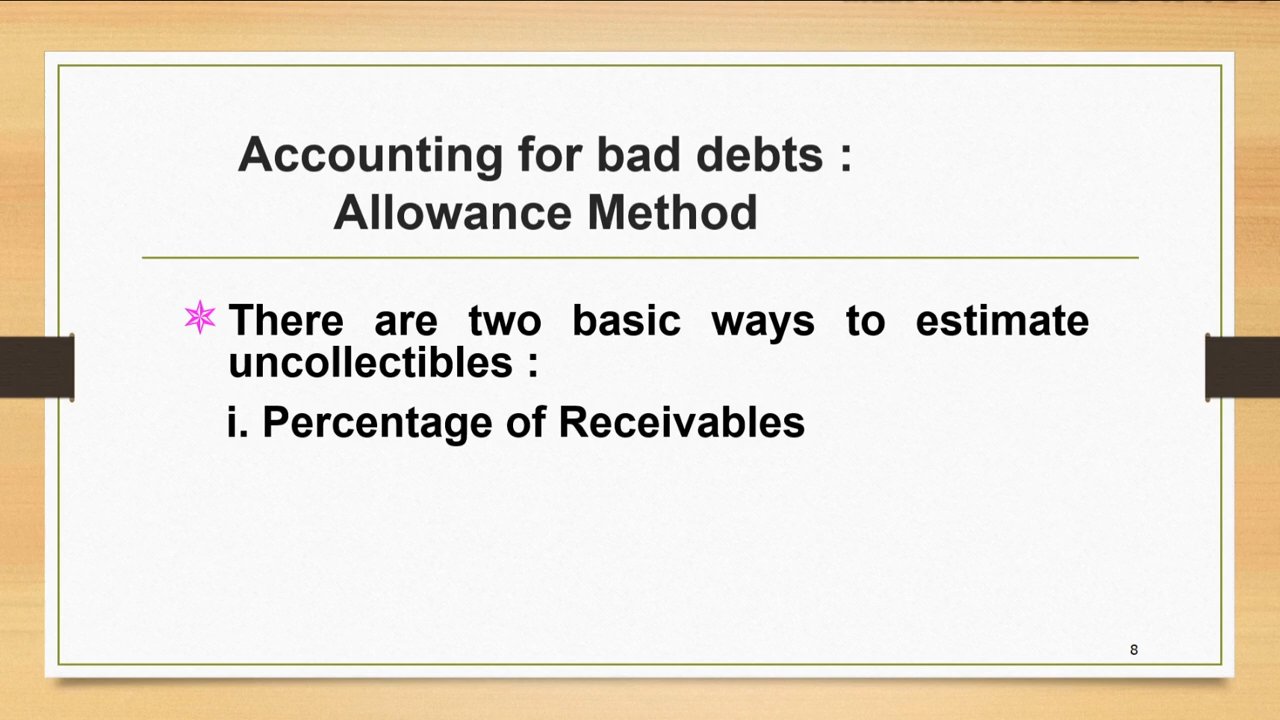 Accounting for bad debts :
Allowance Method
There are two basic ways to estimate
uncollectibles :
i. Percentage of Receivables
8